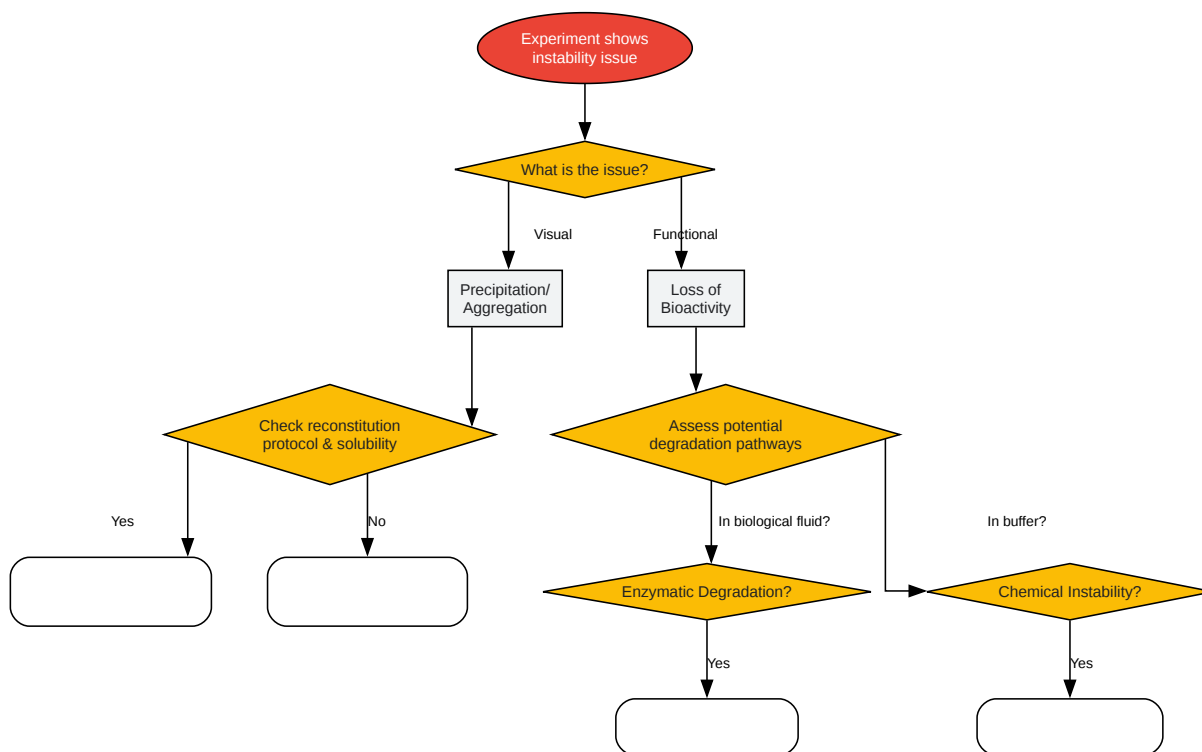 Experiment shows
instability issue
What is the issue?
Visual
Functional
Precipitation/
Aggregation
Loss of
Bioactivity
Check reconstitution
protocol & solubility
Assess potential
degradation pathways
Yes
No
In biological fluid?
In buffer?
Enzymatic Degradation?
Chemical Instability?
Yes
Yes